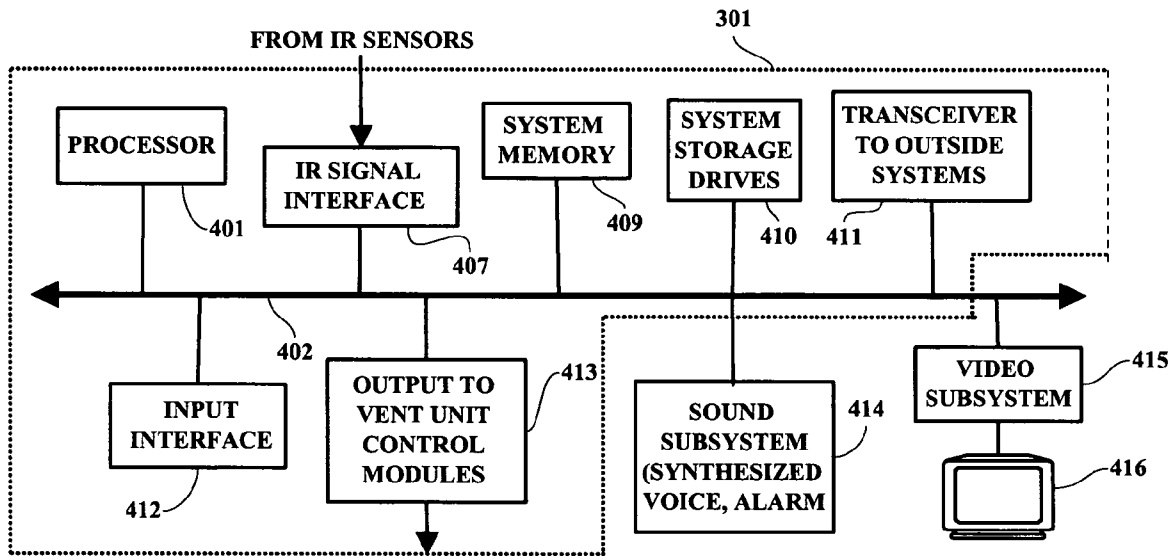 FROM IR SENSORS
301
PROCESSOR
401
IR SIGNAL
INTERFACE
407
SYSTEM
MEMORY
409
SYSTEM
STORAGE
DRIVES
410
TRANSCEIVER
TO OUTSIDE
SYSTEMS
411
402
INPUT
INTERFACE
412
OUTPUT TO
VENT UNIT
CONTROL
MODULES
413
SOUND
SUBSYSTEM
(SYNTHESIZED
VOICE, ALARM
414
VIDEO
SUBSYSTEM
415
416